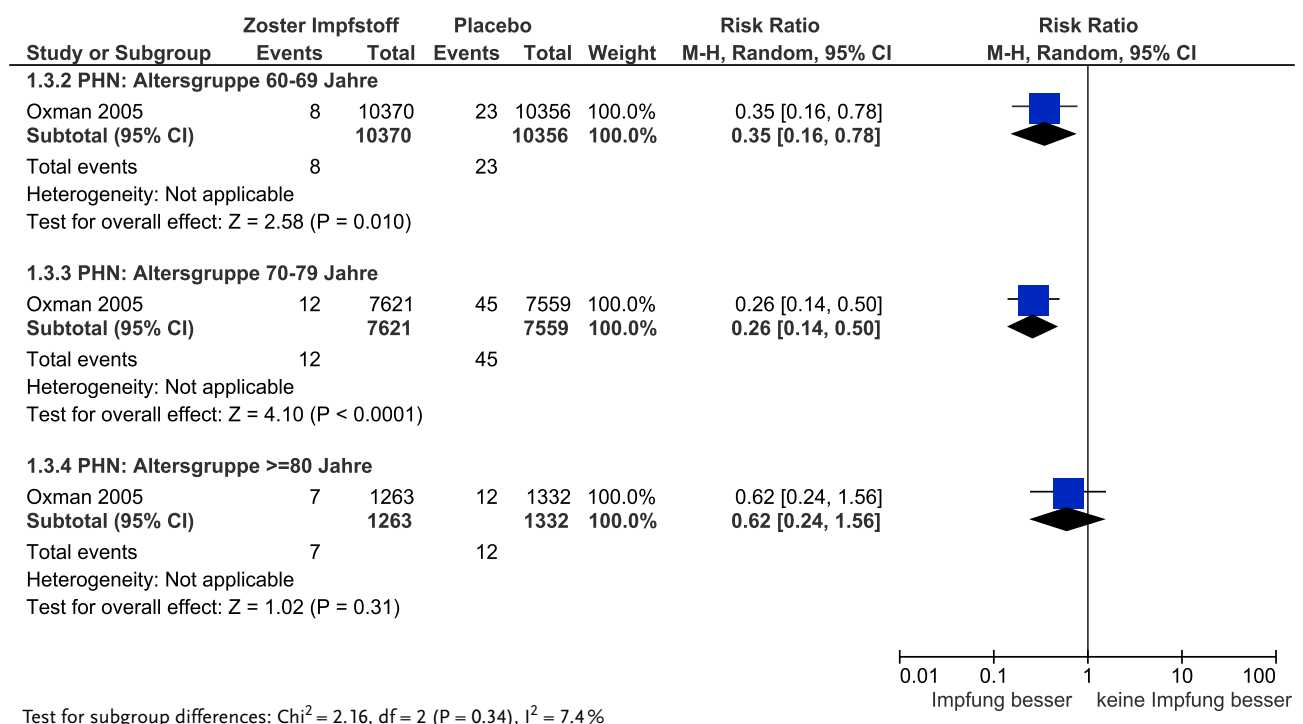 Zoster Impfstoff Placebo Risk Ratio Risk Ratio
Study or Subgroup Events Total Events Total Weight M-H, Random, 95% CI M-H, Random, 95% CI
1.3.2 PHN: Altersgruppe 60-69 Jahre
Oxman 2005 8 10370 23 10356 100.0% 0.35 [0.16, 0.78]
Subtotal (95% CI) 10370 10356 100.0% 0.35 [0.16, 0.78]
Total events 8 23
Heterogeneity: Not applicable
Test for overall effect: Z = 2.58 (P = 0.010)
1.3.3 PHN: Altersgruppe 70-79 Jahre
Oxman 2005 12 7621 45 7559 100.0% 0.26 [0.14, 0.50]
Subtotal (95% CI) 7621 7559 100.0% 0.26 [0.14, 0.50]
Total events 12 45
Heterogeneity: Not applicable
Test for overall effect: Z = 4.10 (P < 0.0001)
1.3.4 PHN: Altersgruppe >=80 Jahre
Oxman 2005 7 1263 12 1332 100.0% 0.62 [0.24, 1.56]
Subtotal (95% CI) 1263 1332 100.0% 0.62 [0.24, 1.56]
Total events 7 12
Heterogeneity: Not applicable
Test for overall effect: Z = 1.02 (P = 0.31)
0.01 0.1 1 10 100
Impfung besser keine Impfung besser
Test for subgroup differences: Chi² = 2.16, df = 2 (P = 0.34), I² = 7.4 %